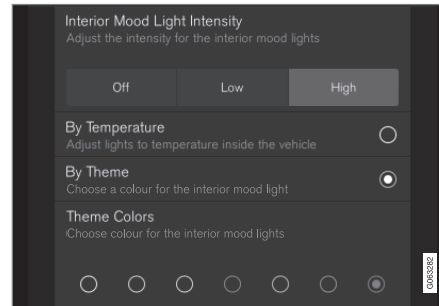 Interior Mood Light Intensity
Adjust the intensity for the interior mood lights
Off Low High
By Temperature
Adjust lights to temperature inside the vehicle
By Theme
Choose a colour for the interior mood light
Theme Colors
Choose colour for the interior mood lights
G063282